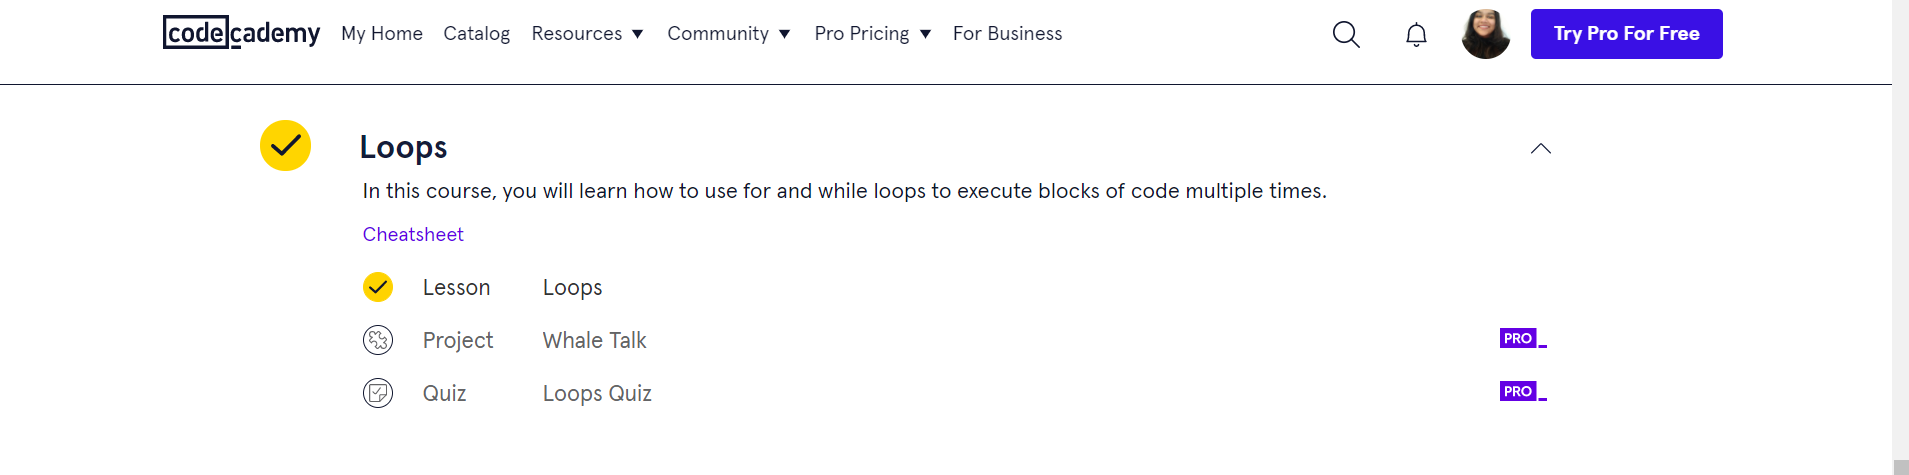 codecademy My Home Catalog Resources Community Pro Pricing For Business Try Pro For Free
Loops
In this course, you will learn how to use for and while loops to execute blocks of code multiple times.
Cheatsheet
Lesson Loops
Project Whale Talk PRO_
Quiz Loops Quiz PRO_